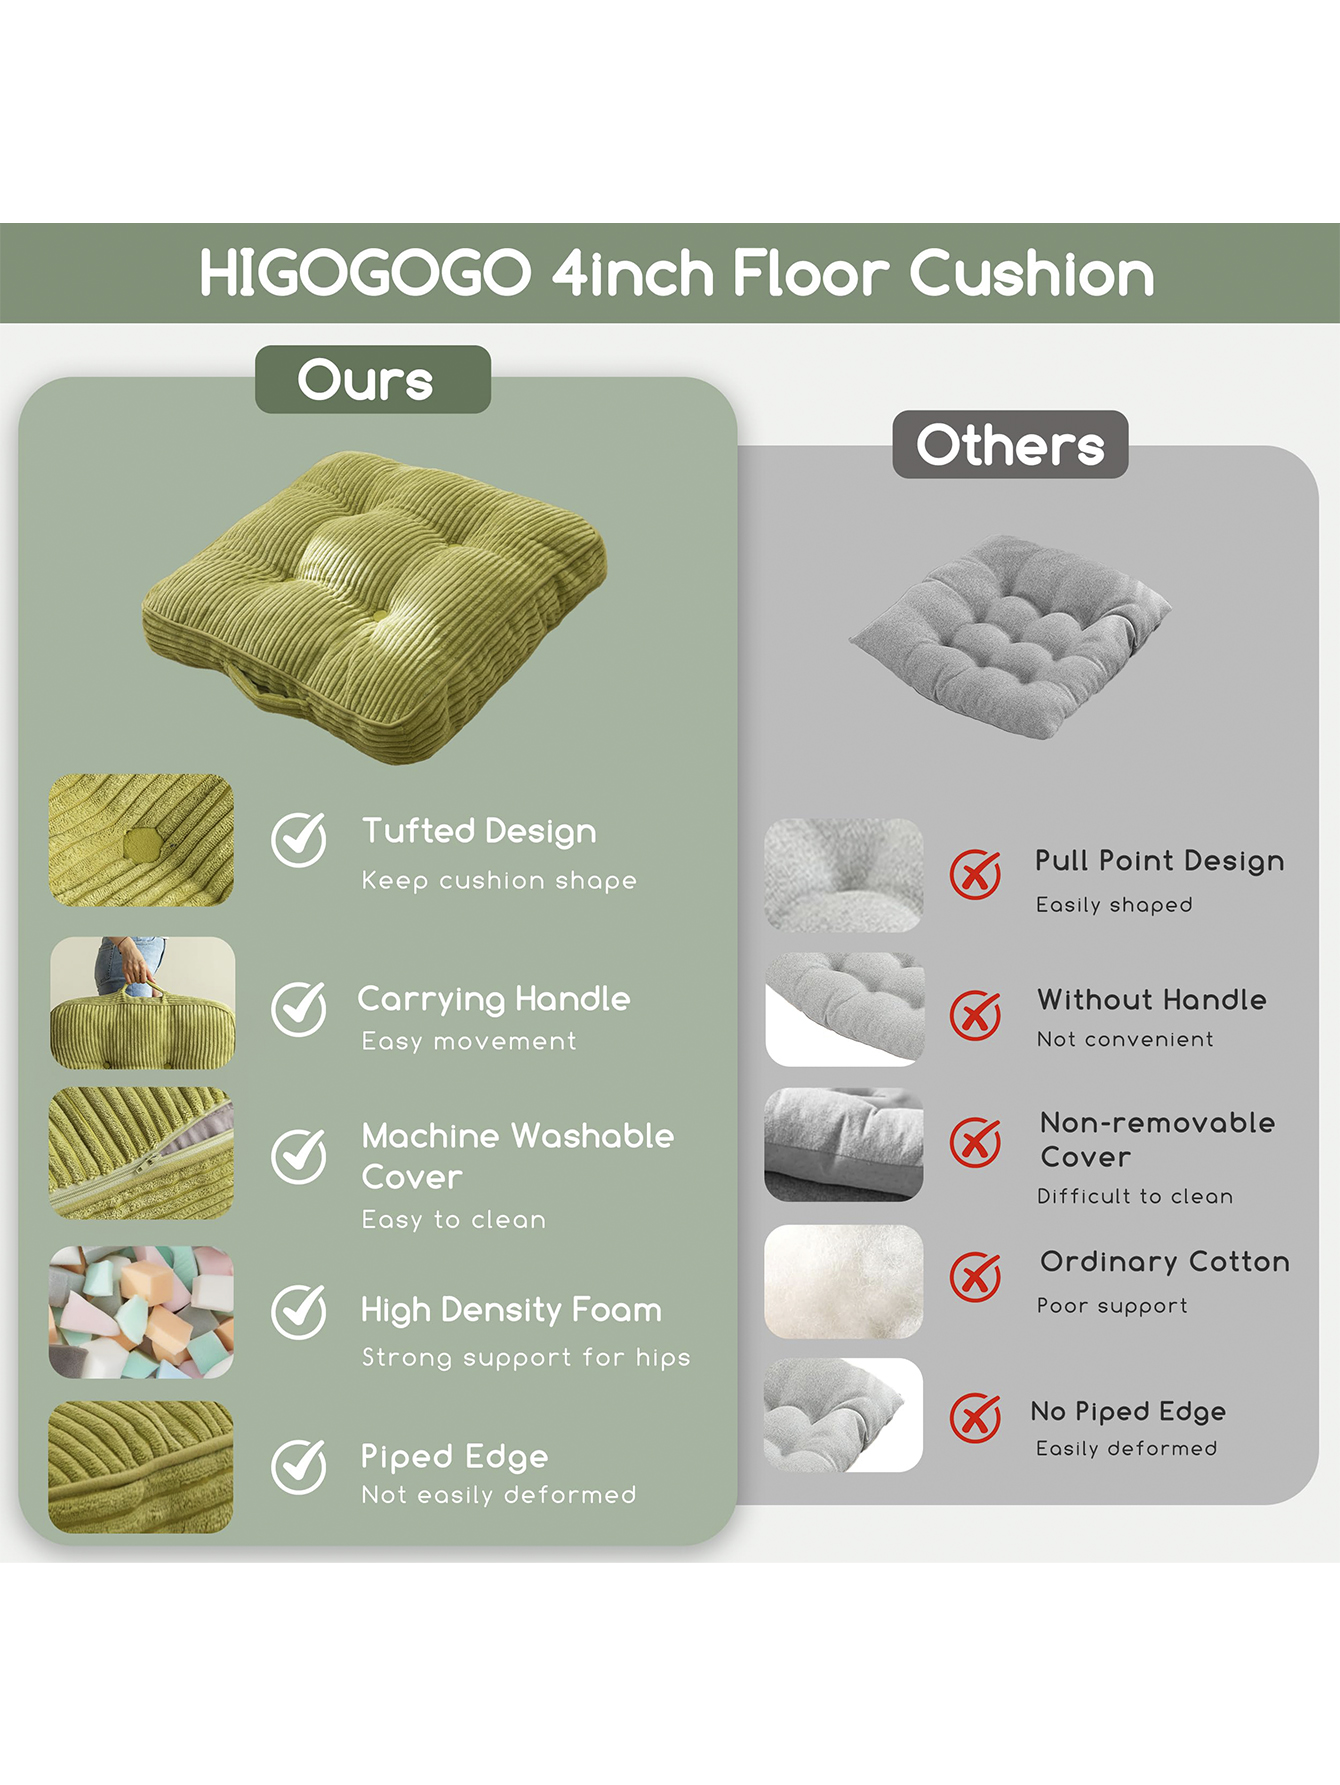 HIGOGOGO 4inch Floor Cushion
Ours
Tufted Design
Keep cushion shape
Carrying Handle
Easy movement
Machine Washable
Cover
Easy to clean
High Density Foam
Strong support for hips
Piped Edge
Not easily deformed
Others
Pull Point Design
Easily shaped
Without Handle
Not convenient
Non-removable
Cover
Difficult to clean
Ordinary Cotton
Poor support
No Piped Edge
Easily deformed